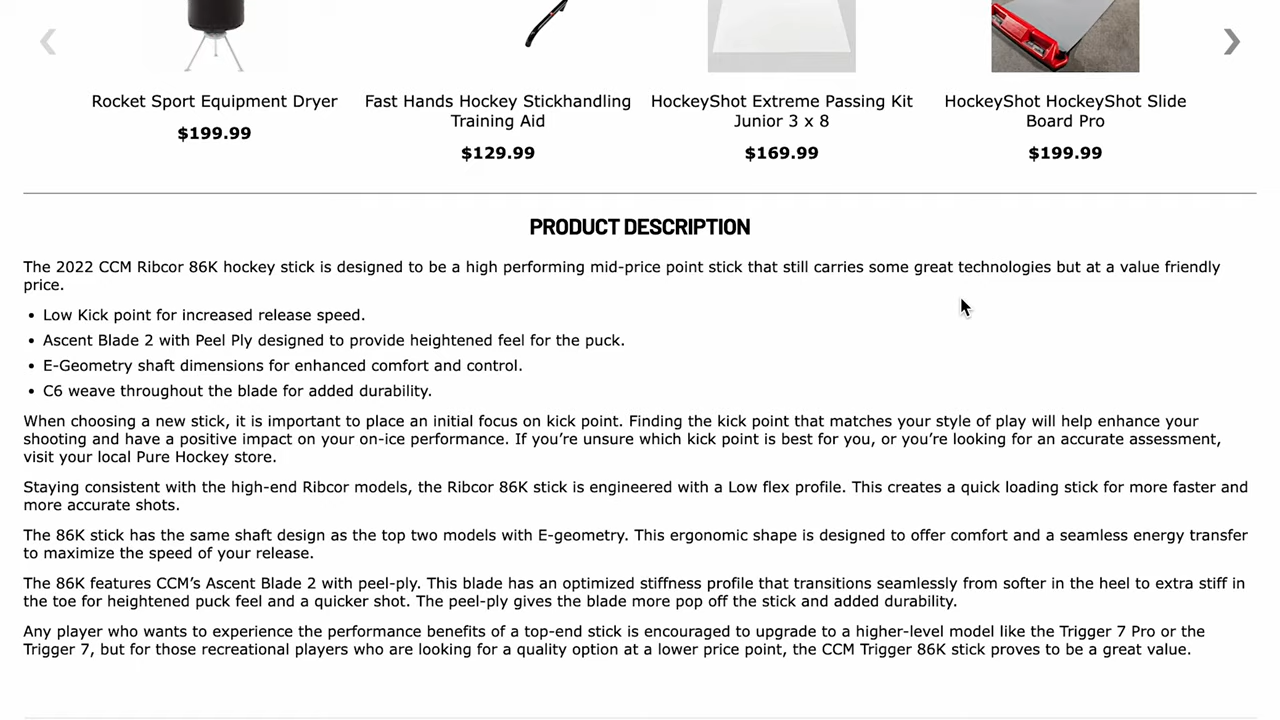 Rocket Sport Equipment Dryer
$199.99
Fast Hands Hockey Stickhandling
Training Aid
$129.99
HockeyShot Extreme Passing Kit
Junior 3 x 8
$169.99
HockeyShot HockeyShot Slide
Board Pro
$199.99
PRODUCT DESCRIPTION
The 2022 CCM Ribcor 86K hockey stick is designed to be a high performing mid-price point stick that still carries some great technologies but at a value friendly
price.
• Low Kick point for increased release speed.
• Ascent Blade 2 with Peel Ply designed to provide heightened feel for the puck.
• E-Geometry shaft dimensions for enhanced comfort and control.
• C6 weave throughout the blade for added durability.
When choosing a new stick, it is important to place an initial focus on kick point. Finding the kick point that matches your style of play will help enhance your
shooting and have a positive impact on your on-ice performance. If you’re unsure which kick point is best for you, or you’re looking for an accurate assessment,
visit your local Pure Hockey store.
Staying consistent with the high-end Ribcor models, the Ribcor 86K stick is engineered with a Low flex profile. This creates a quick loading stick for more faster and
more accurate shots.
The 86K stick has the same shaft design as the top two models with E-geometry. This ergonomic shape is designed to offer comfort and a seamless energy transfer
to maximize the speed of your release.
The 86K features CCM’s Ascent Blade 2 with peel-ply. This blade has an optimized stiffness profile that transitions seamlessly from softer in the heel to extra stiff in
the toe for heightened puck feel and a quicker shot. The peel-ply gives the blade more pop off the stick and added durability.
Any player who wants to experience the performance benefits of a top-end stick is encouraged to upgrade to a higher-level model like the Trigger 7 Pro or the
Trigger 7, but for those recreational players who are looking for a quality option at a lower price point, the CCM Trigger 86K stick proves to be a great value.